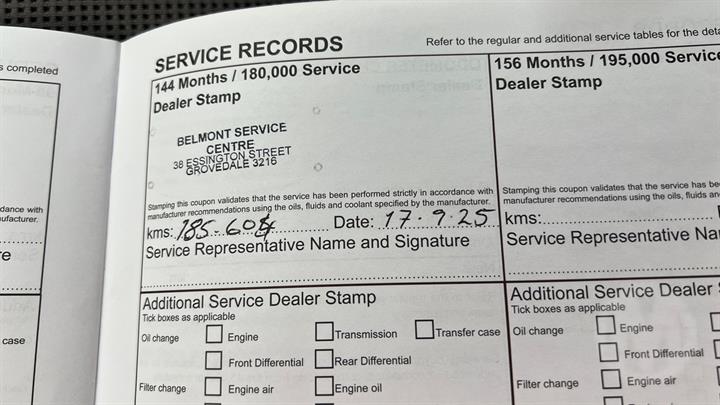 s completed
SERVICE RECORDS
Refer to the regular and additional service tables for the
144 Months / 180,000 Service
Dealer Stamp
BELMONT SERVICE
CENTRE
38 ESSINGTON STREET
GROVEDALE 3216
Stamping this coupon validates that the service has been performed strictly in accordance with
manufacturer recommendations using the oils, fluids and coolant specified by the manufacturer.
kms: 185-604 Date: 17.9.25
Service Representative Name and Signature
Additional Service Dealer Stamp
Tick boxes as applicable
Oil change Engine Transmission Transfer case
Front Differential Rear Differential
Filter change Engine air Engine oil
156 Months / 195,000 Service
Dealer Stamp
Stamping this coupon validates that the service has be
manufacturer recommendations using the oils, fluids an
kms:
Service Representative Na
Additional Service Dealer
Tick boxes as applicable
Oil change Engine
Front Differential
Filter change Engine air
dance with
ufacturer.
e
case